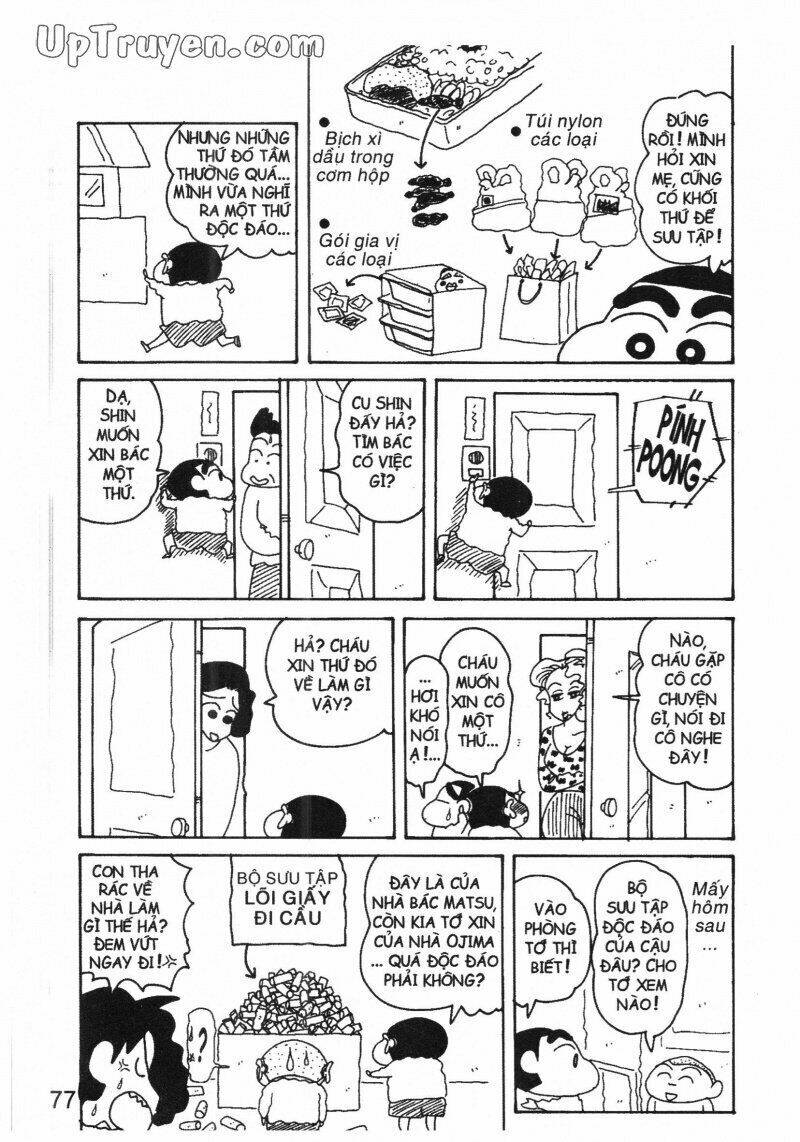 UpTruyen.com
ĐÚNG
RỒI! MÌNH
HỎI XIN
MẸ, CŨNG
CÓ KHỐI
THỨ ĐỂ
SƯU TẬP!
• Túi nylon
các loại
• Bịch xì
dầu trong
cơm hộp
• Gói gia vị
các loại
NHƯNG NHỮNG
THỨ ĐÓ TẦM
THƯỜNG QUÁ...
MÌNH VỪA NGHĨ
RA MỘT THỨ
ĐỘC ĐÁO...
PÍNH
POONG
CU SHIN
ĐẤY HẢ?
TÌM BÁC
CÓ VIỆC
GÌ?
DẠ,
SHIN
MUỐN
XIN BÁC
MỘT
THỨ.
NÀO,
CHÁU GẶP
CÔ CÓ
CHUYỆN
GÌ, NÓI ĐI
CÔ NGHE
ĐÂY!
CHÁU
MUỐN
XIN CÔ
MỘT
THỨ...
...
HƠI
KHÓ
NÓI
Ạ!...
HẢ? CHÁU
XIN THỨ ĐÓ
VỀ LÀM GÌ
VẬY?
Mấy
hôm
sau
...
BỘ
SƯU TẬP
ĐỘC ĐÁO
CỦA CẬU
ĐÂU? CHO
TỚ XEM
NÀO!
VÀO
PHÒNG
TỚ THÌ
BIẾT!
ĐÂY LÀ CỦA
NHÀ BÁC MATSU,
CÒN KIA TỚ XIN
CỦA NHÀ OJIMA
... QUÁ ĐỘC ĐÁO
PHẢI KHÔNG?
BỘ SƯU TẬP
LÕI GIẤY
ĐI CẦU
?
CON THA
RÁC VỀ
NHÀ LÀM
GÌ THẾ HẢ?
ĐEM VỨT
NGAY ĐI!
77